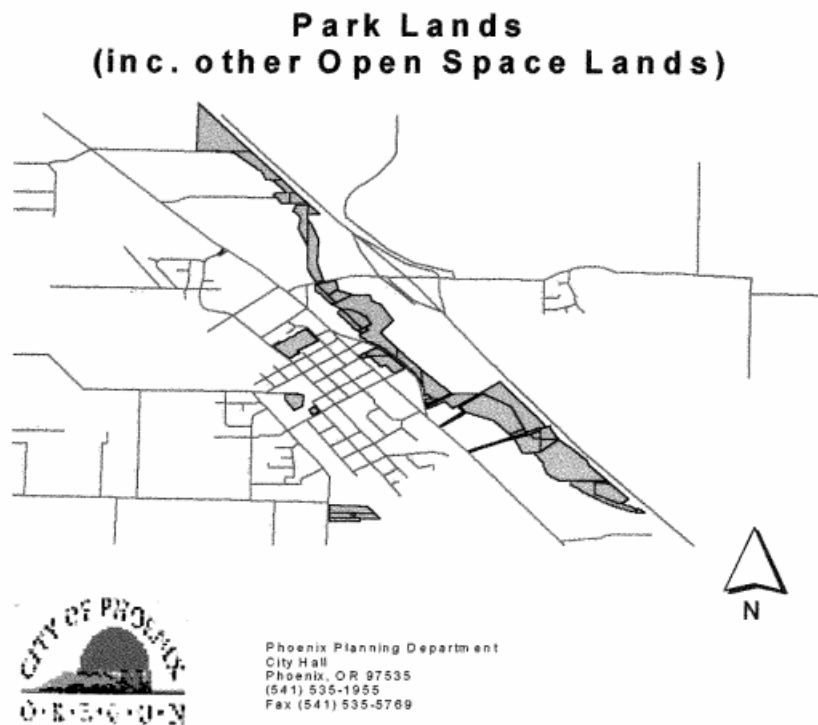 Park Lands
(inc. other Open Space Lands)
N
CITY OF PHOENIX
O·R·E·G·O·N
Phoenix Planning Department
City Hall
Phoenix, OR 97535
(541) 535-1955
Fax (541) 535-5769